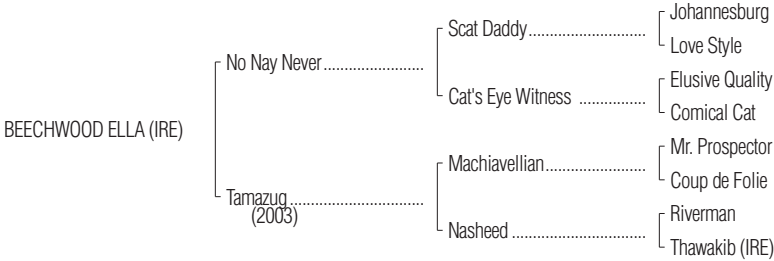 Johannesburg
Scat Daddy
Love Style
No Nay Never
Elusive Quality
Cat's Eye Witness
Comical Cat
BEECHWOOD ELLA (IRE)
Mr. Prospector
Machiavellian
Coup de Folie
Tamazug
(2003)
Riverman
Nasheed
Thawakib (IRE)